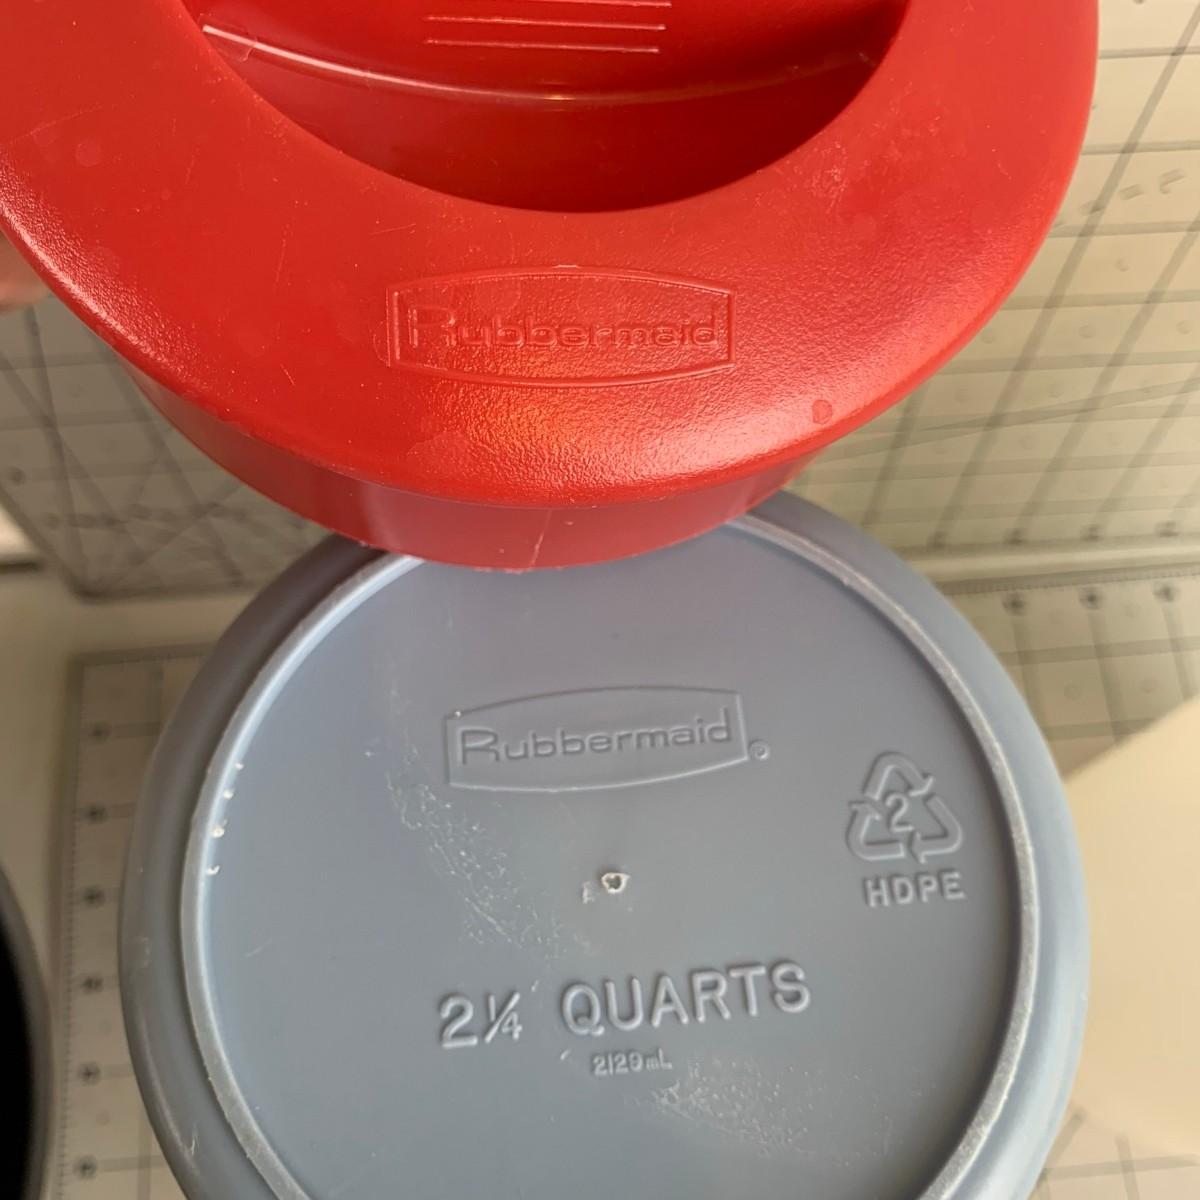 Rubbermaid
Rubbermaid®
2
HDPE
2¼ QUARTS
2129mL